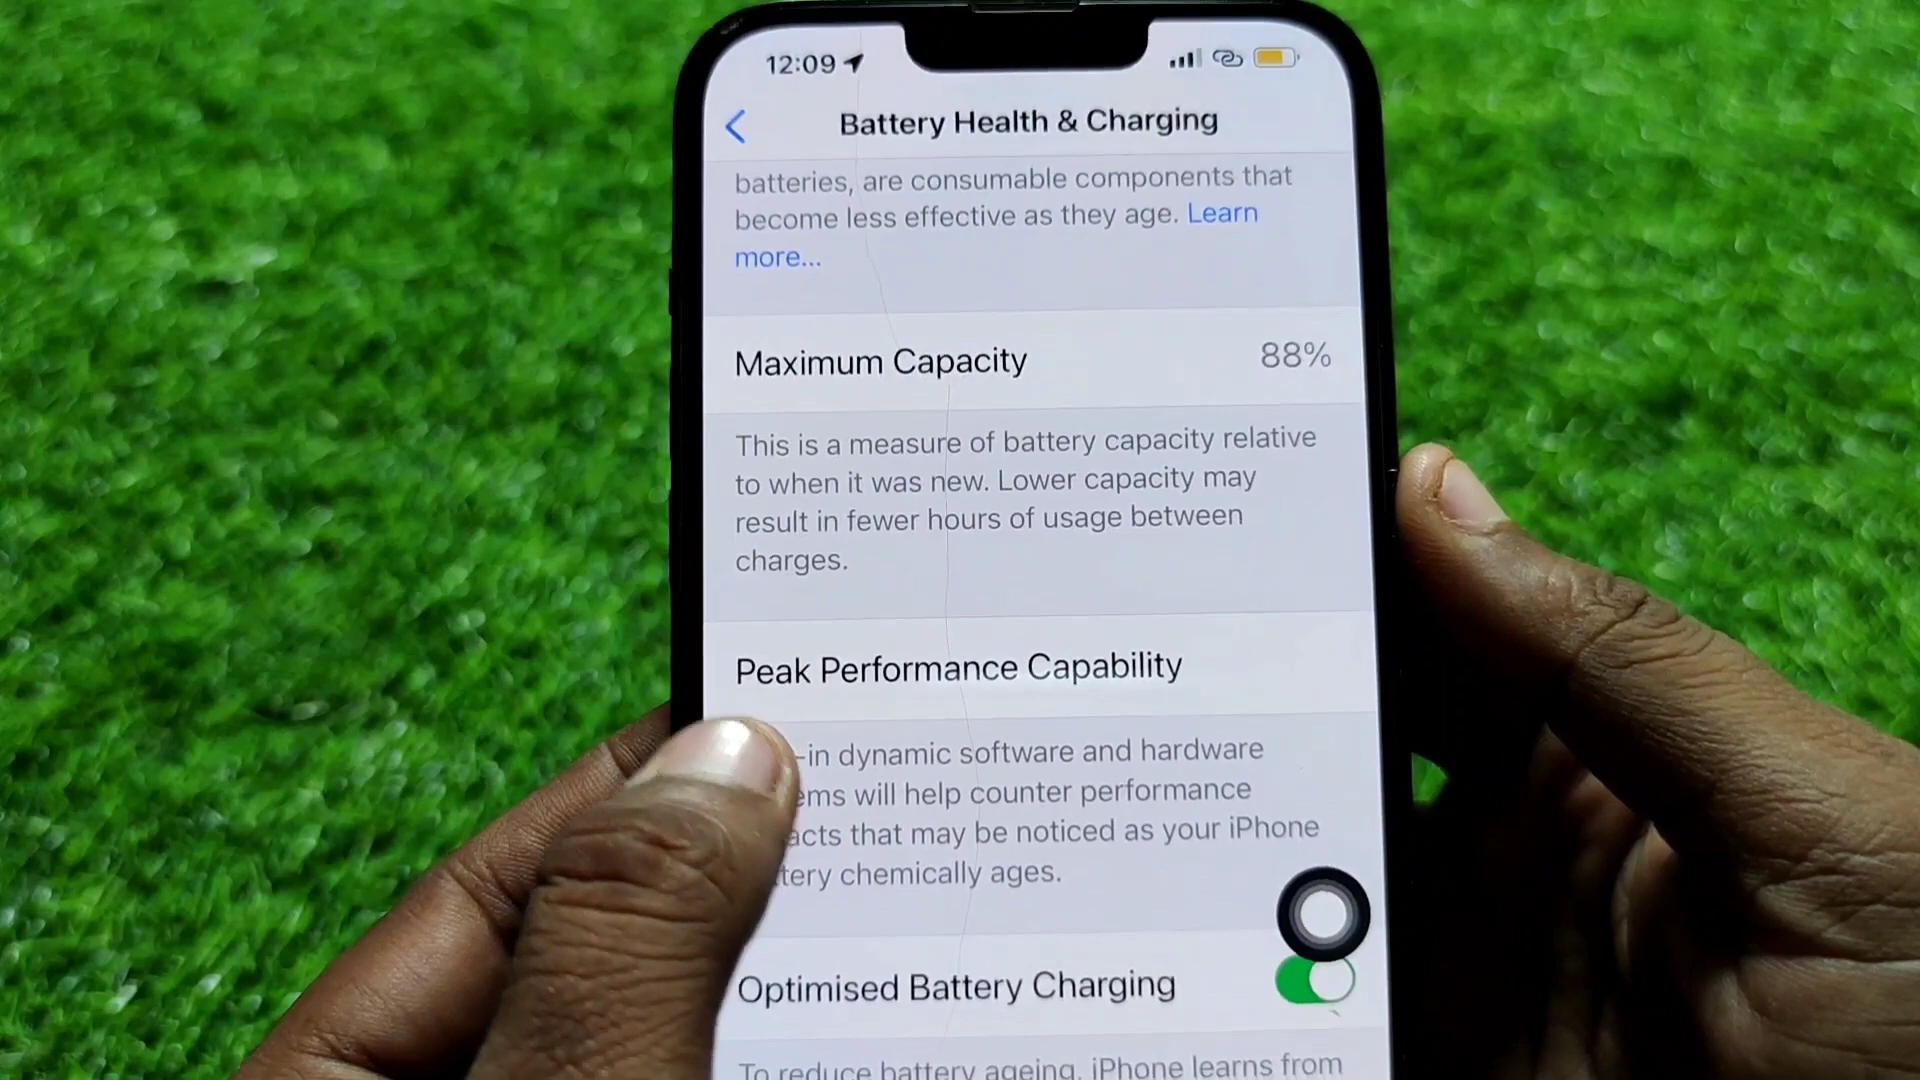 12:09
Battery Health & Charging
batteries, are consumable components that
become less effective as they age. Learn
more...
Maximum Capacity 88%
This is a measure of battery capacity relative
to when it was new. Lower capacity may
result in fewer hours of usage between
charges.
Peak Performance Capability
-in dynamic software and hardware
ems will help counter performance
acts that may be noticed as your iPhone
tery chemically ages.
Optimised Battery Charging
To reduce battery ageing, iPhone learns from